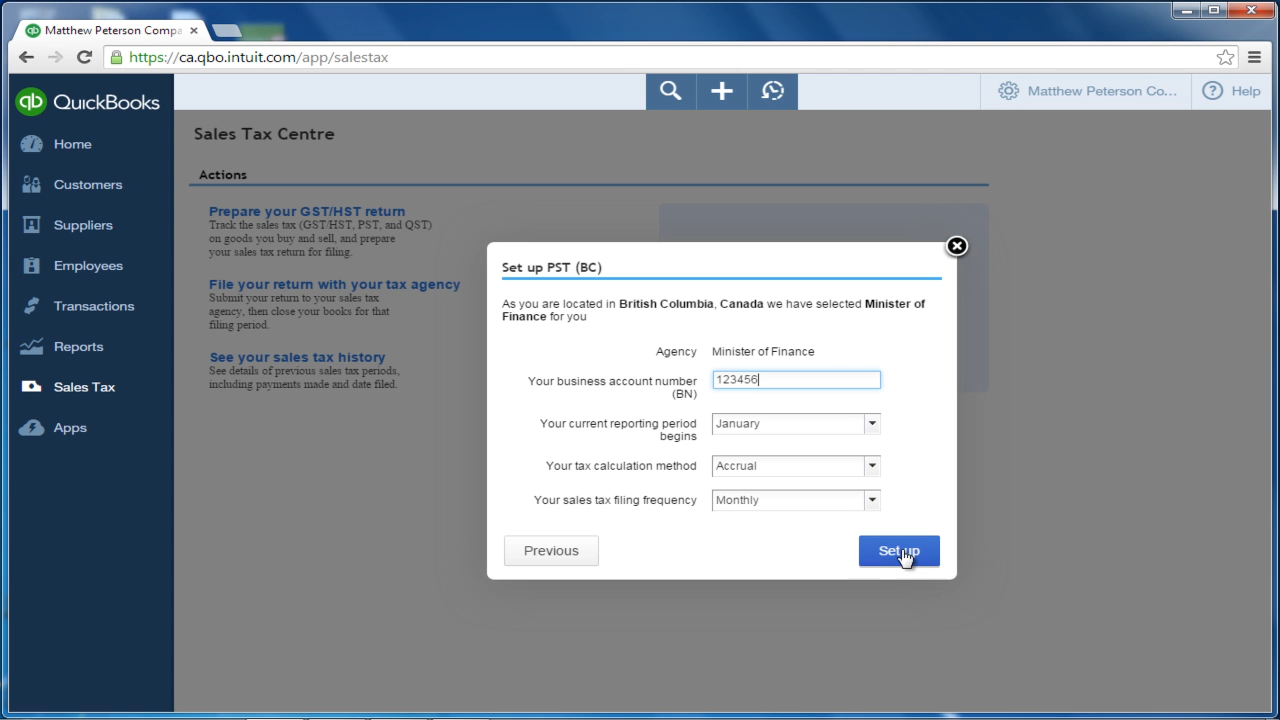 Matthew Peterson Compa
https://ca.qbo.intuit.com/app/salestax
qb QuickBooks
Matthew Peterson Co...
? Help
Home
Customers
Suppliers
Employees
Transactions
Reports
Sales Tax
Apps
Sales Tax Centre
Actions
Prepare your GST/HST return
Track the sales tax (GST/HST, PST, and QST)
on goods you buy and sell, and prepare
your sales tax return for filing.
File your return with your tax agency
Submit your return to your sales tax
agency, then close your books for that
filing period.
See your sales tax history
See details of previous sales tax periods,
including payments made and date filed.
Set up PST (BC)
As you are located in British Columbia, Canada we have selected Minister of
Finance for you
Agency Minister of Finance
Your business account number
(BN)
123456
Your current reporting period
begins
January
Your tax calculation method Accrual
Your sales tax filing frequency Monthly
Previous
Set up